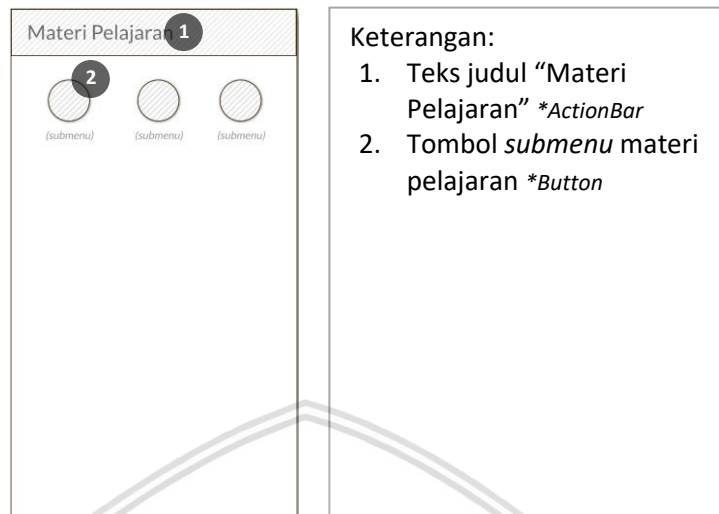 Materi Pelajaran 1
2
(submenu) (submenu) (submenu)
Keterangan:
1. Teks judul “Materi
Pelajaran” *ActionBar
2. Tombol submenu materi
pelajaran *Button